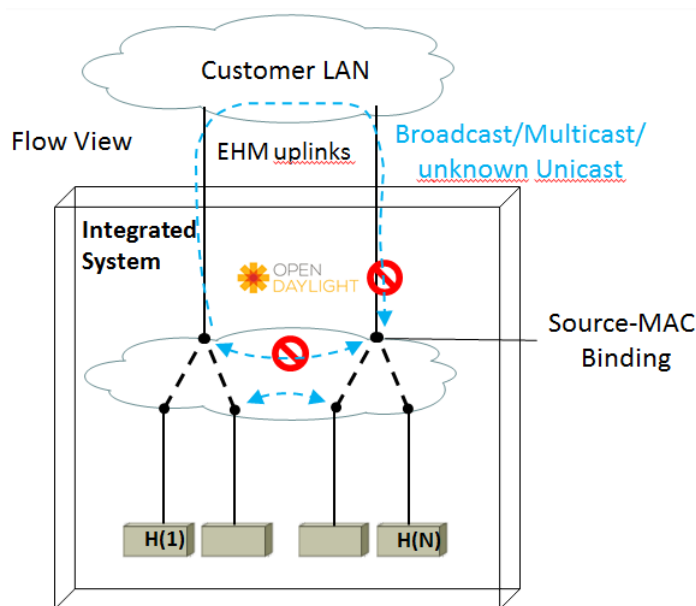 Customer LAN
Flow View
EHM uplinks
Broadcast/Multicast/
unknown Unicast
Integrated
System
OPEN
DAYLIGHT
Source-MAC
Binding
H(1)
H(N)